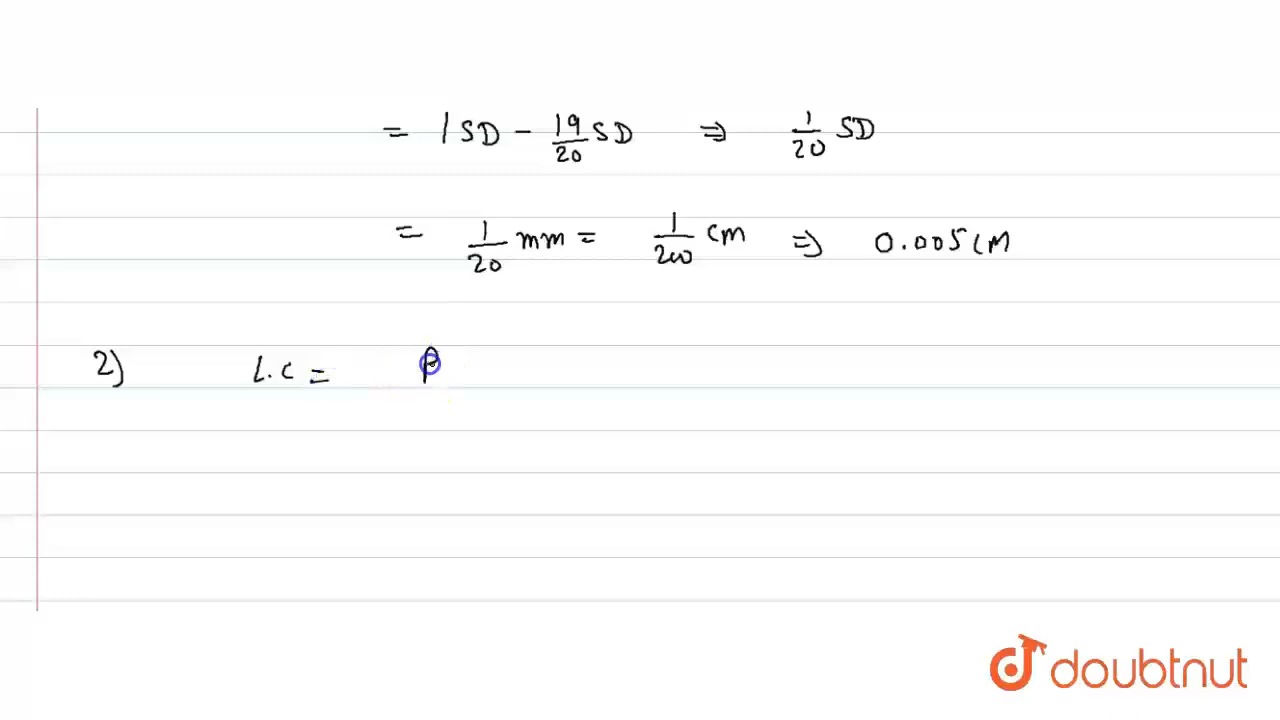 = 1 SD - 19/20 SD ⇒ 1/20 SD
= 1/20 mm = 1/200 cm ⇒ 0.005 cm
2) L.C = P
doubtnut